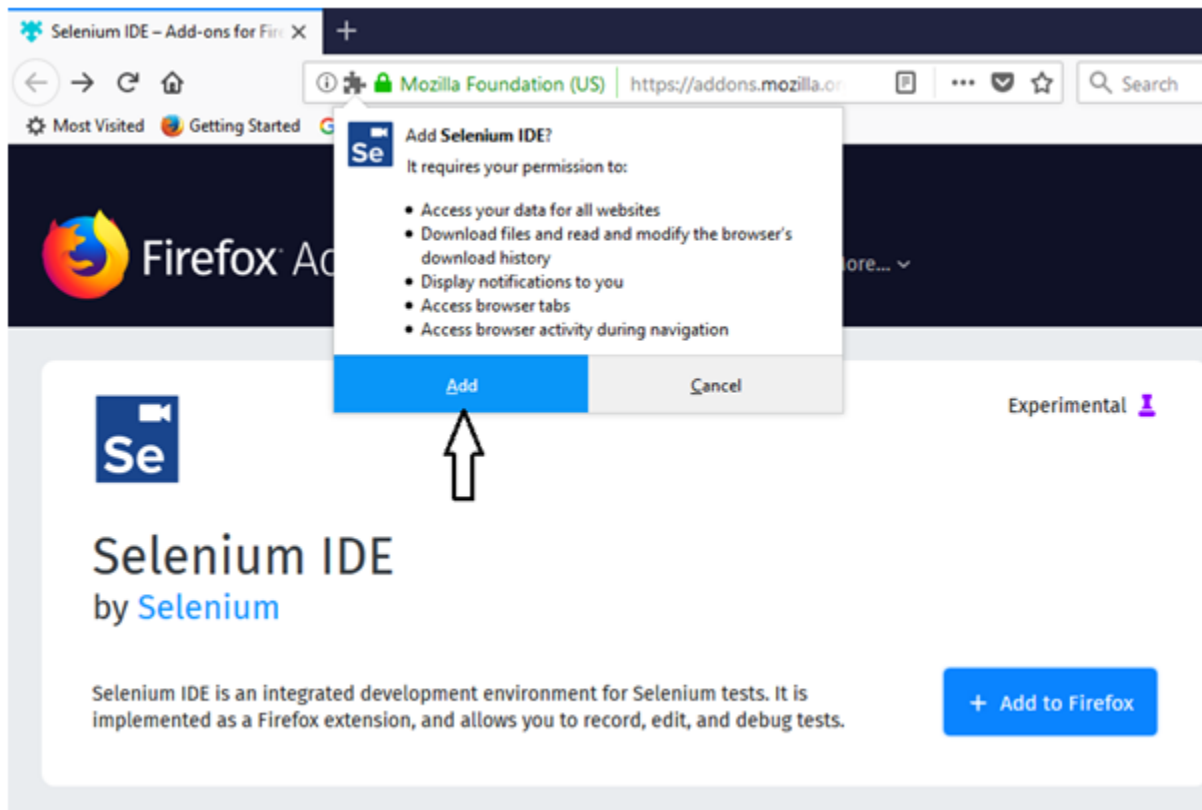 Selenium IDE – Add-ons for Fire
Mozilla Foundation (US) https://addons.mozilla.or Search
Most Visited Getting Started G
Se
Add Selenium IDE?
It requires your permission to:
Access your data for all websites
Download files and read and modify the browser's
download history
Display notifications to you
Access browser tabs
Access browser activity during navigation
Add Cancel
Firefox Ad
ore...
Experimental
Se
Selenium IDE
by Selenium
Selenium IDE is an integrated development environment for Selenium tests. It is
implemented as a Firefox extension, and allows you to record, edit, and debug tests.
+ Add to Firefox